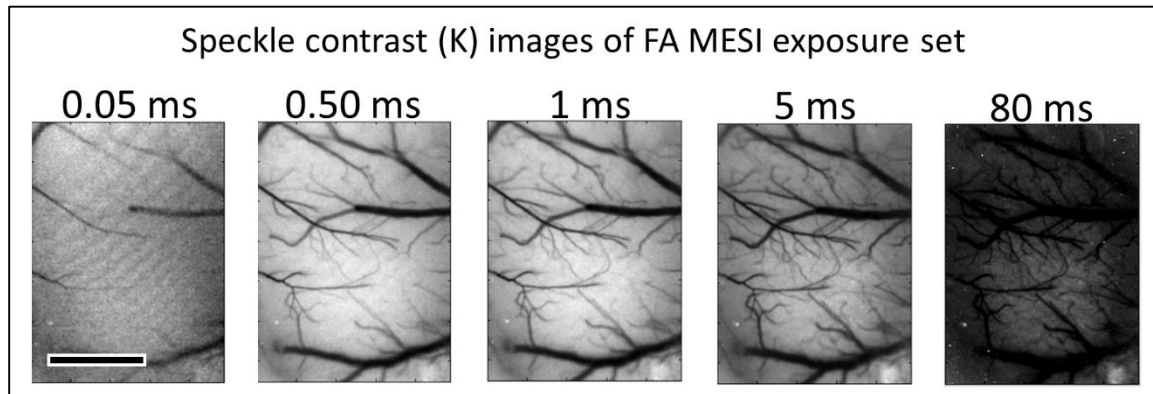 Speckle contrast (K) images of FA MESI exposure set
0.05 ms
0.50 ms
1 ms
5 ms
80 ms